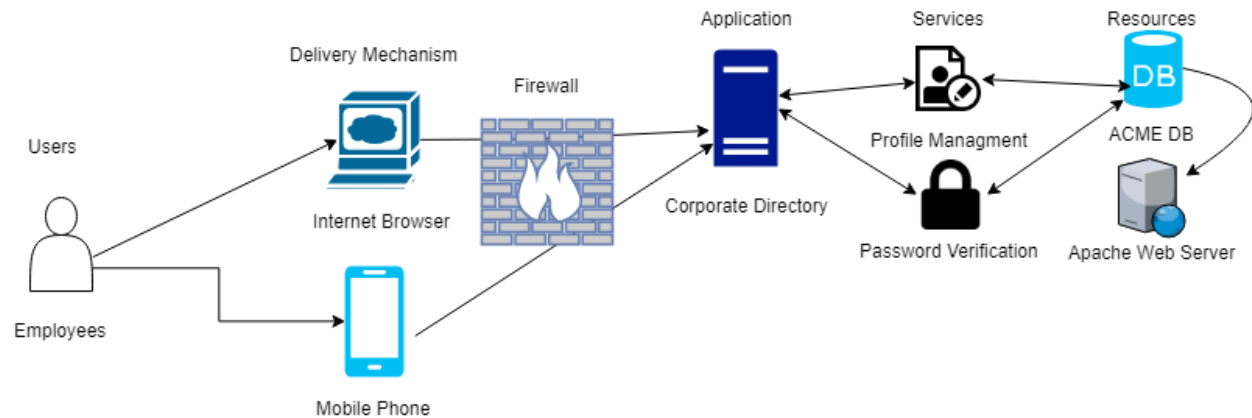 Application
Services
Resources
Delivery Mechanism
Firewall
DB
Users
Profile Managment
ACME DB
Internet Browser
Corporate Directory
Password Verification
Apache Web Server
Employees
Mobile Phone